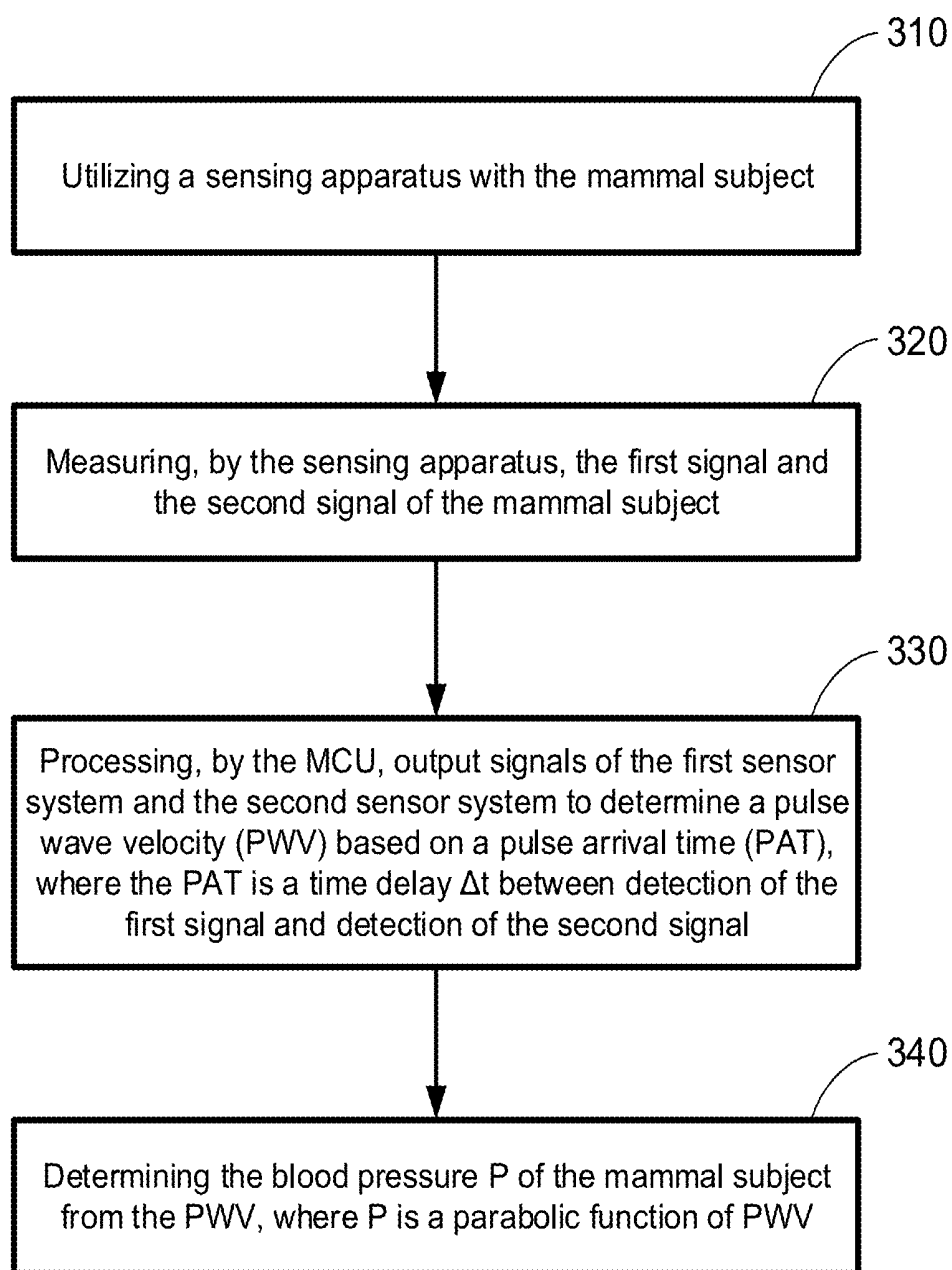 310
Utilizing a sensing apparatus with the mammal subject
320
Measuring, by the sensing apparatus, the first signal and
the second signal of the mammal subject
330
Processing, by the MCU, output signals of the first sensor
system and the second sensor system to determine a pulse
wave velocity (PWV) based on a pulse arrival time (PAT),
where the PAT is a time delay Δt between detection of the
first signal and detection of the second signal
340
Determining the blood pressure P of the mammal subject
from the PWV, where P is a parabolic function of PWV